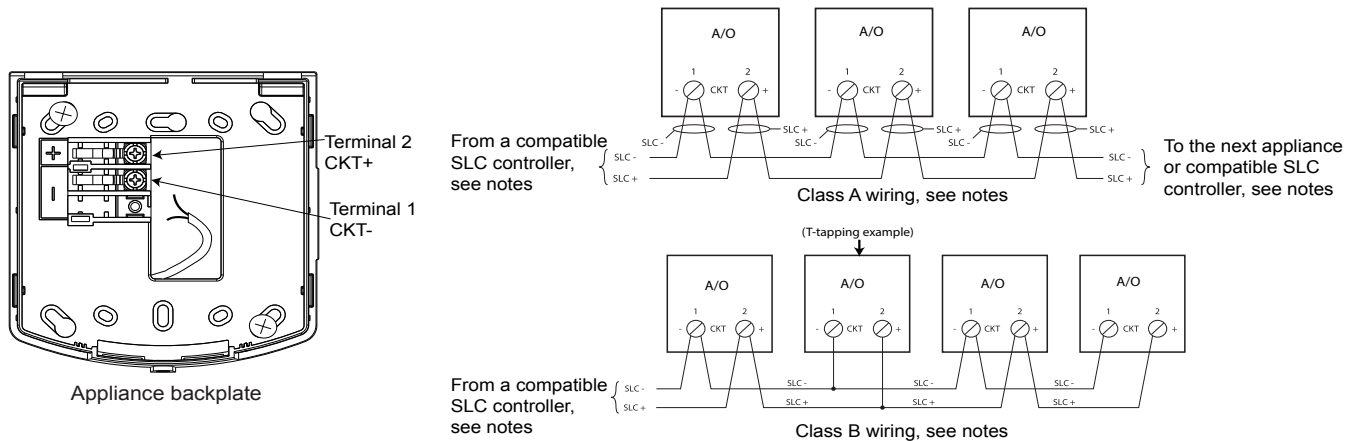 +
-
Terminal 2
CKT+
Terminal 1
CKT-
Appliance backplate
A/O
A/O
A/O
1 2
1 2
1 2
- CKT +
- CKT +
- CKT +
SLC - SLC +
SLC - SLC +
SLC - SLC +
From a compatible
SLC controller,
see notes
SLC -
SLC +
SLC -
SLC +
To the next appliance
or compatible SLC
controller, see notes
Class A wiring, see notes
(T-tapping example)
A/O
A/O
A/O
A/O
1 2
1 2
1 2
1 2
- CKT +
- CKT +
- CKT +
- CKT +
From a compatible
SLC controller,
see notes
SLC - SLC - SLC - SLC -
SLC + SLC + SLC + SLC +
Class B wiring, see notes